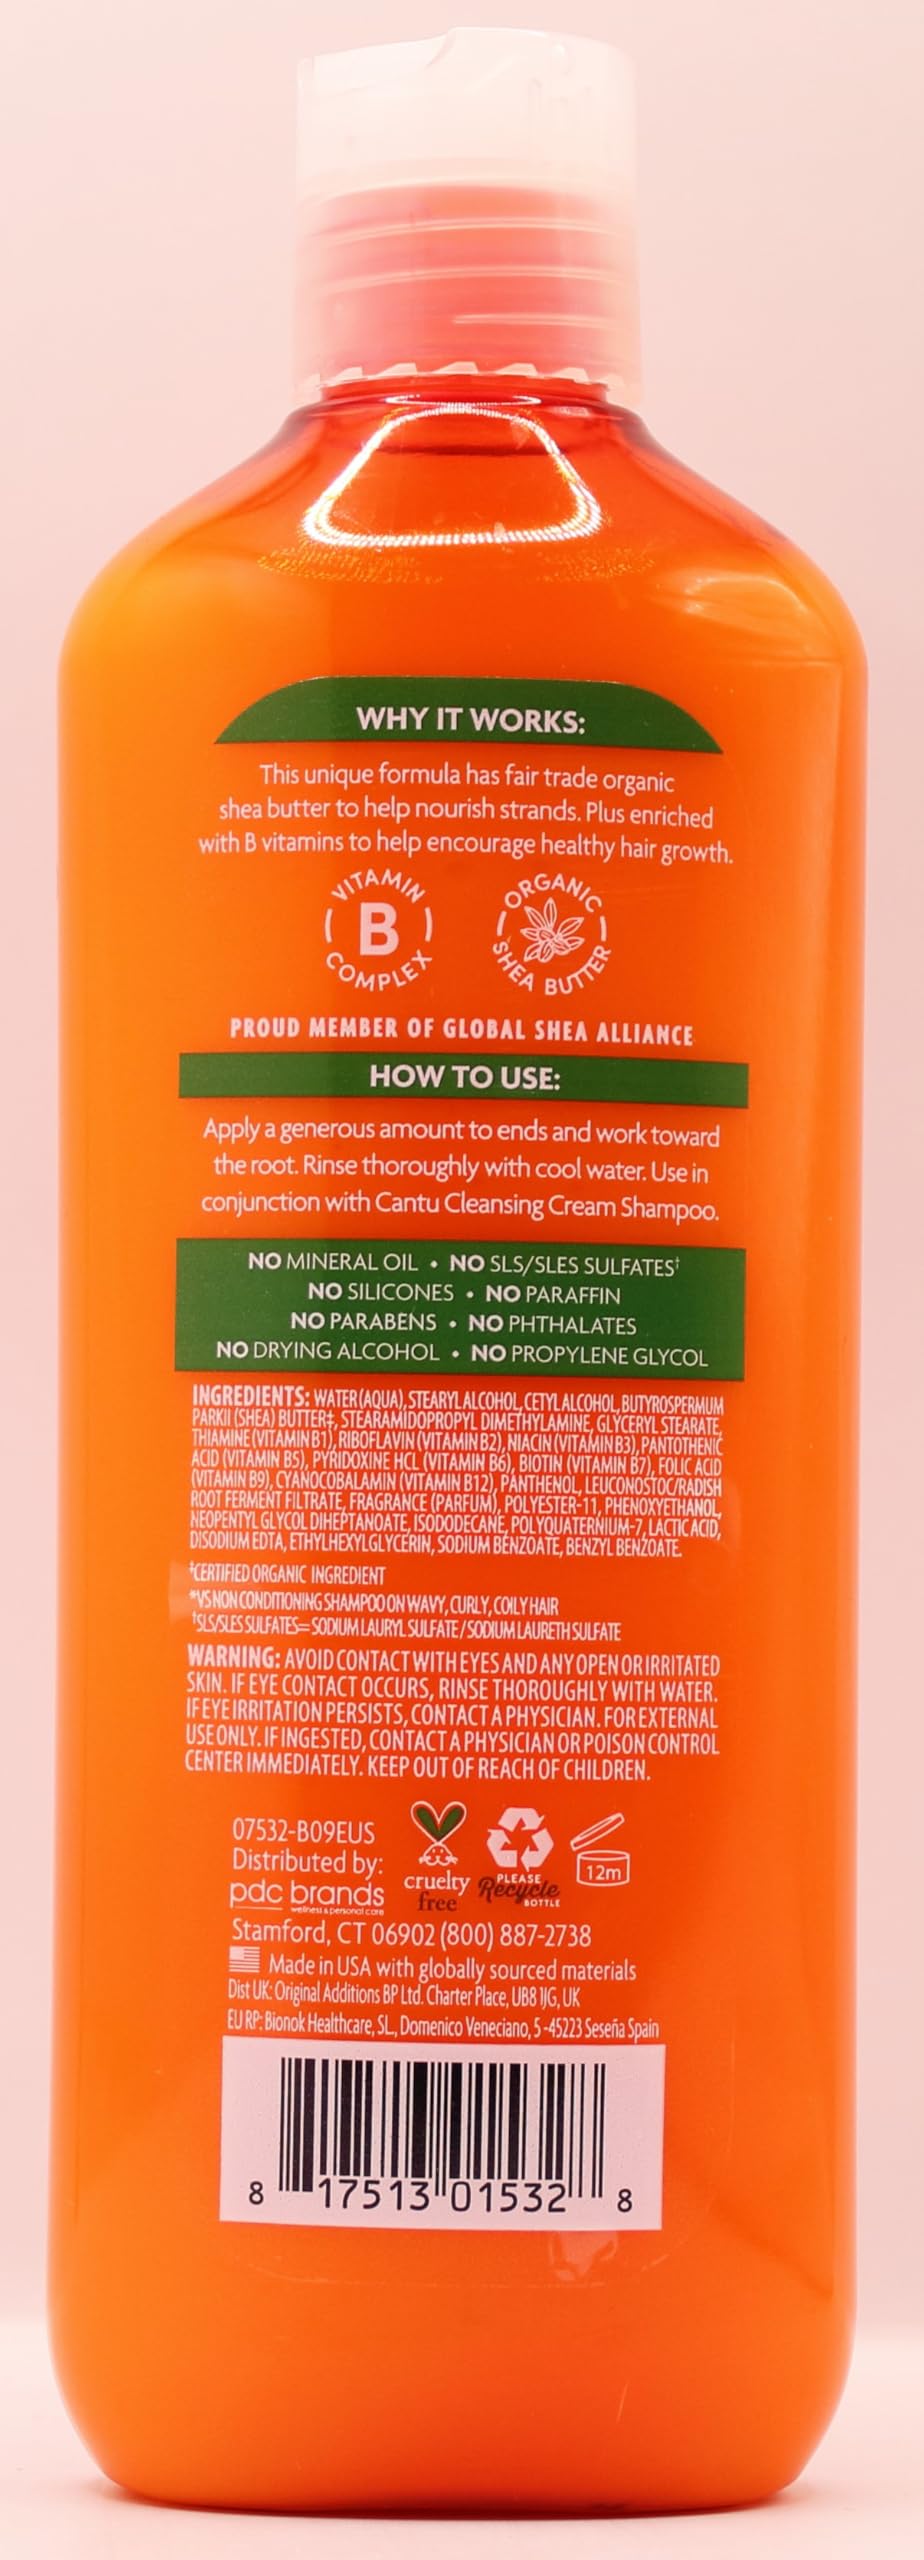 WHY IT WORKS:
This unique formula has fair trade organic
shea butter to help nourish strands. Plus enriched
with B vitamins to help encourage healthy hair growth.
VITAMIN
B
COMPLEX
ORGANIC
SHEA BUTTER
PROUD MEMBER OF GLOBAL SHEA ALLIANCE
HOW TO USE:
Apply a generous amount to ends and work toward
the root. Rinse thoroughly with cool water. Use in
conjunction with Cantu Cleansing Cream Shampoo.
NO MINERAL OIL • NO SLS/SLES SULFATES†
NO SILICONES • NO PARAFFIN
NO PARABENS • NO PHTHALATES
NO DRYING ALCOHOL • NO PROPYLENE GLYCOL
INGREDIENTS: WATER (AQUA), STEARYL ALCOHOL, CETYL ALCOHOL, BUTYROSPERMUM
PARKII (SHEA) BUTTER‡, STEARAMIDOPROPYL DIMETHYLAMINE, GLYCERYL STEARATE,
THIAMINE (VITAMIN B1), RIBOFLAVIN (VITAMIN B2), NIACIN (VITAMIN B3), PANTOTHENIC
ACID (VITAMIN B5), PYRIDOXINE HCL (VITAMIN B6), BIOTIN (VITAMIN B7), FOLIC ACID
(VITAMIN B9), CYANOCOBALAMIN (VITAMIN B12), PANTHENOL, LEUCONOSTOC/RADISH
ROOT FERMENT FILTRATE, FRAGRANCE (PARFUM), POLYESTER-11, PHENOXYETHANOL,
NEOPENTYL GLYCOL DIHEPTANOATE, ISODODECANE, POLYQUATERNIUM-7, LACTIC ACID,
DISODIUM EDTA, ETHYLHEXYLGLYCERIN, SODIUM BENZOATE, BENZYL BENZOATE.
‡CERTIFIED ORGANIC INGREDIENT
*VS NON CONDITIONING SHAMPOO ON WAVY, CURLY, COILY HAIR
†SLS/SLES SULFATES= SODIUM LAURYL SULFATE / SODIUM LAURETH SULFATE
WARNING: AVOID CONTACT WITH EYES AND ANY OPEN OR IRRITATED
SKIN. IF EYE CONTACT OCCURS, RINSE THOROUGHLY WITH WATER.
IF EYE IRRITATION PERSISTS, CONTACT A PHYSICIAN. FOR EXTERNAL
USE ONLY. IF INGESTED, CONTACT A PHYSICIAN OR POISON CONTROL
CENTER IMMEDIATELY. KEEP OUT OF REACH OF CHILDREN.
07532-B09EUS
Distributed by:
pdc brands
wellness & personal care
cruelty
free
PLEASE
Recycle
BOTTLE
12m
Stamford, CT 06902 (800) 887-2738
Made in USA with globally sourced materials
Dist UK: Original Additions BP Ltd. Charter Place, UB8 1JG, UK
EU RP: Bionok Healthcare, SL, Domenico Veneciano, 5 -45223 Seseña Spain
8 17513 01532 8